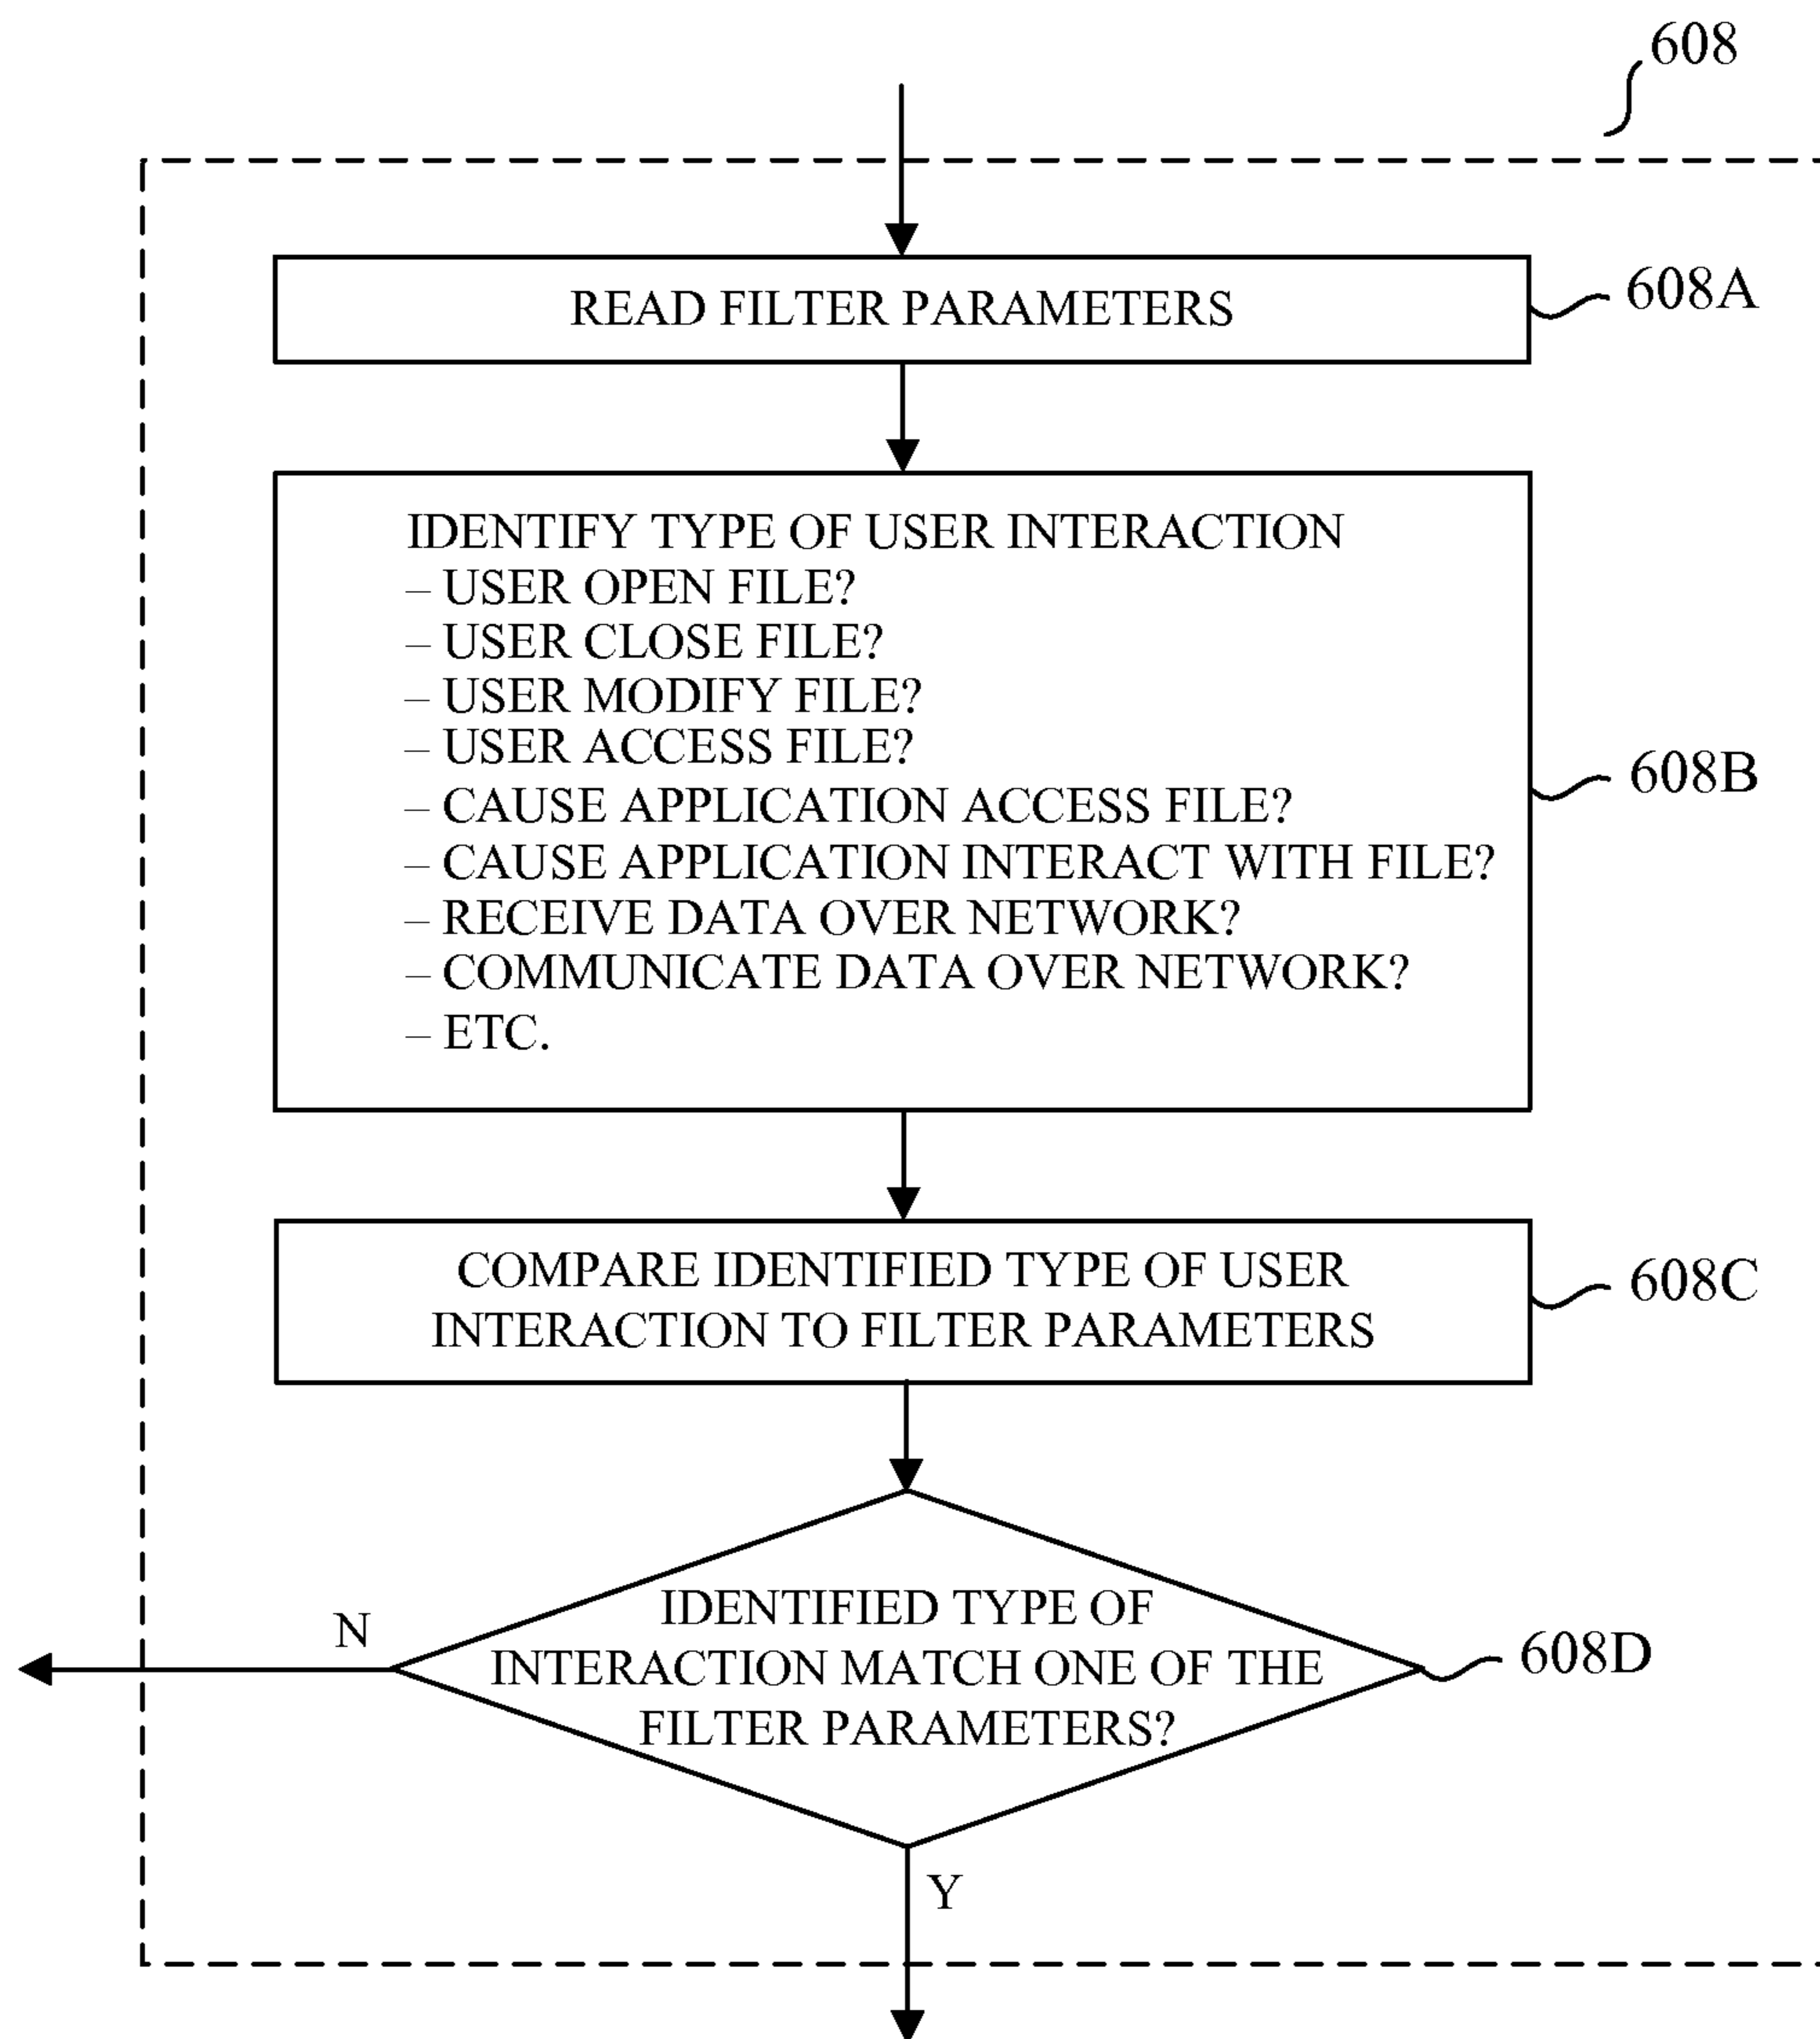 608
READ FILTER PARAMETERS
608A
IDENTIFY TYPE OF USER INTERACTION
– USER OPEN FILE?
– USER CLOSE FILE?
– USER MODIFY FILE?
– USER ACCESS FILE?
– CAUSE APPLICATION ACCESS FILE?
– CAUSE APPLICATION INTERACT WITH FILE?
– RECEIVE DATA OVER NETWORK?
– COMMUNICATE DATA OVER NETWORK?
– ETC.
608B
COMPARE IDENTIFIED TYPE OF USER
INTERACTION TO FILTER PARAMETERS
608C
IDENTIFIED TYPE OF
INTERACTION MATCH ONE OF THE
FILTER PARAMETERS?
608D
N
Y